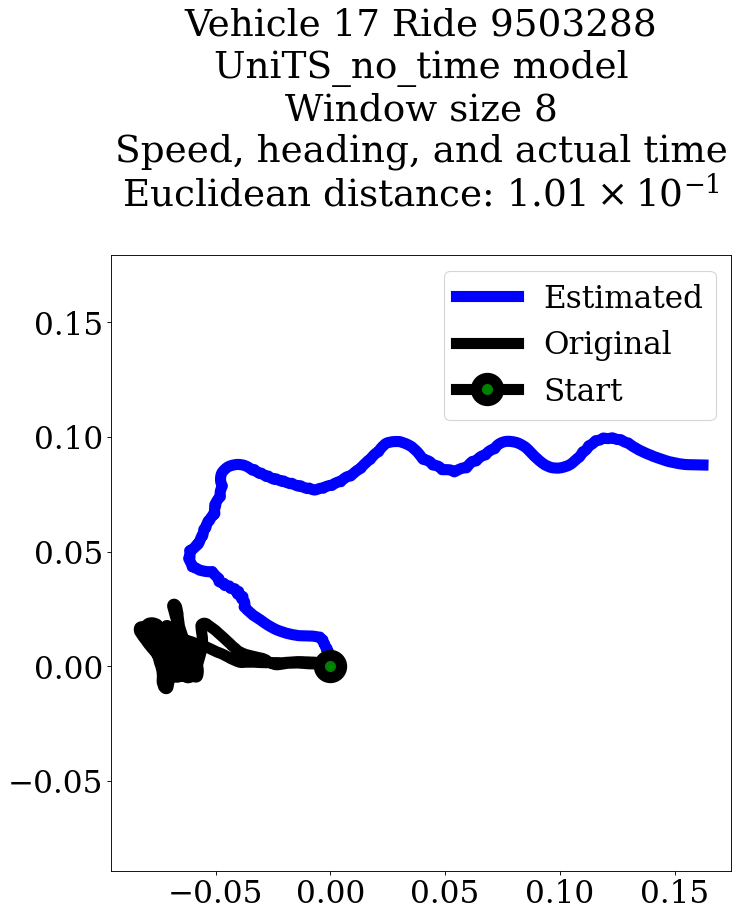 Vehicle 17 Ride 9503288
UniTS_no_time model
Window size 8
Speed, heading, and actual time
Euclidean distance: 1.01 × 10⁻¹
Estimated
Original
Start
0.15
0.10
0.05
0.00
−0.05
−0.05 0.00 0.05 0.10 0.15